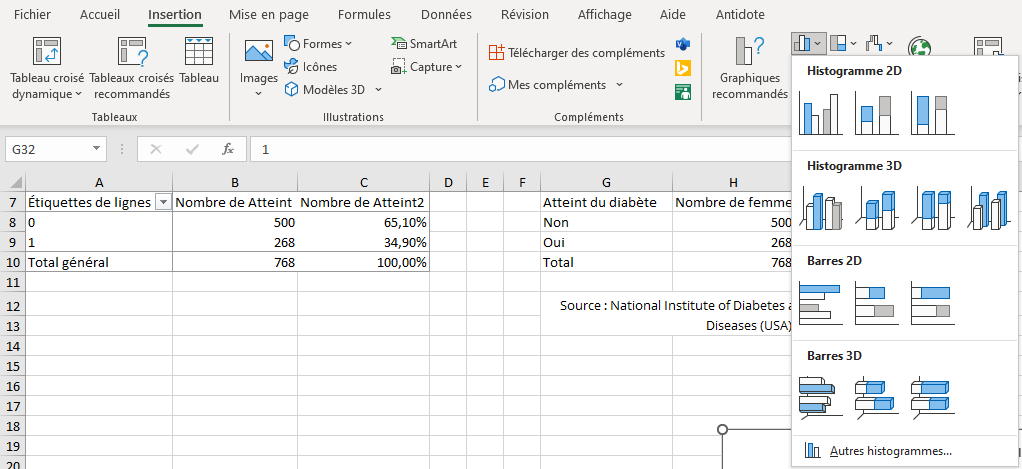 Fichier Accueil Insertion Mise en page Formules Données Révision Affichage Aide Antidote
Tableau croisé dynamique
Tableaux croisés recommandés
Tableau
Tableaux
Images
Formes
Icônes
Modèles 3D
SmartArt
Capture
Illustrations
Télécharger des compléments
Mes compléments
Compléments
Graphiques recommandés
Histogramme 2D
Histogramme 3D
Barres 2D
Barres 3D
Autres histogrammes...
G32 fx 1
A B C D E F G H
7 Étiquettes de lignes Nombre de Atteint Nombre de Atteint2 Atteint du diabète Nombre de femme
8 0 500 65,10% Non 500
9 1 268 34,90% Oui 268
10 Total général 768 100,00% Total 768
11
12 Source : National Institute of Diabetes a
13 Diseases (USA)
14
15
16
17
18
19
20